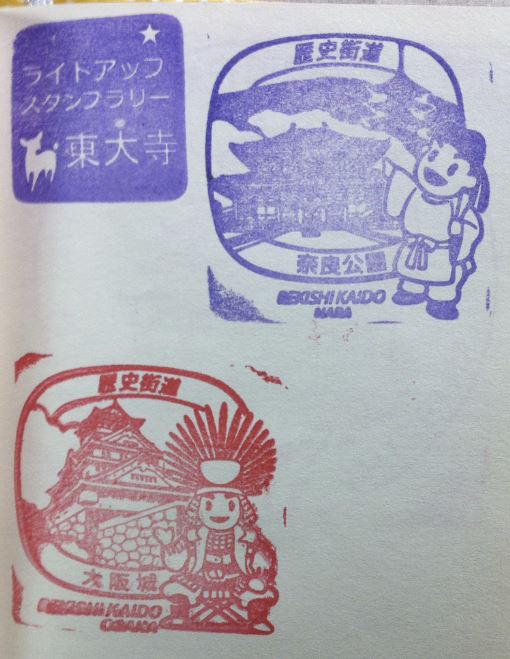 ライトアップ
スタンプラリー
東大寺
歴史街道
奈良公園
REKISHI KAIDO
NARA
歴史街道
大阪城
REKISHI KAIDO
OSAKA